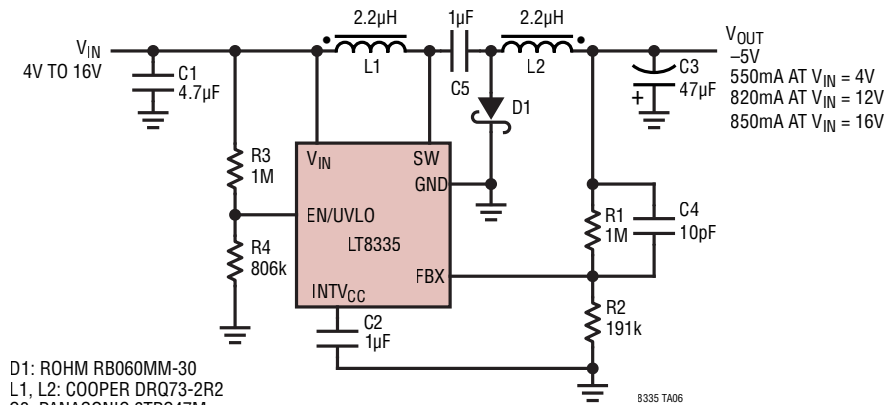 2.2µH
1µF
2.2µH
VIN
4V TO 16V
L1
C5
L2
VOUT
–5V
550mA AT VIN = 4V
820mA AT VIN = 12V
850mA AT VIN = 16V
C1
4.7µF
C3
47µF
+
D1
R3
1M
VIN
SW
GND
EN/UVLO
LT8335
R1
1M
C4
10pF
R4
806k
FBX
INTVCC
C2
1µF
R2
191k
D1: ROHM RB060MM-30
L1, L2: COOPER DRQ73-2R2
8335 TA06